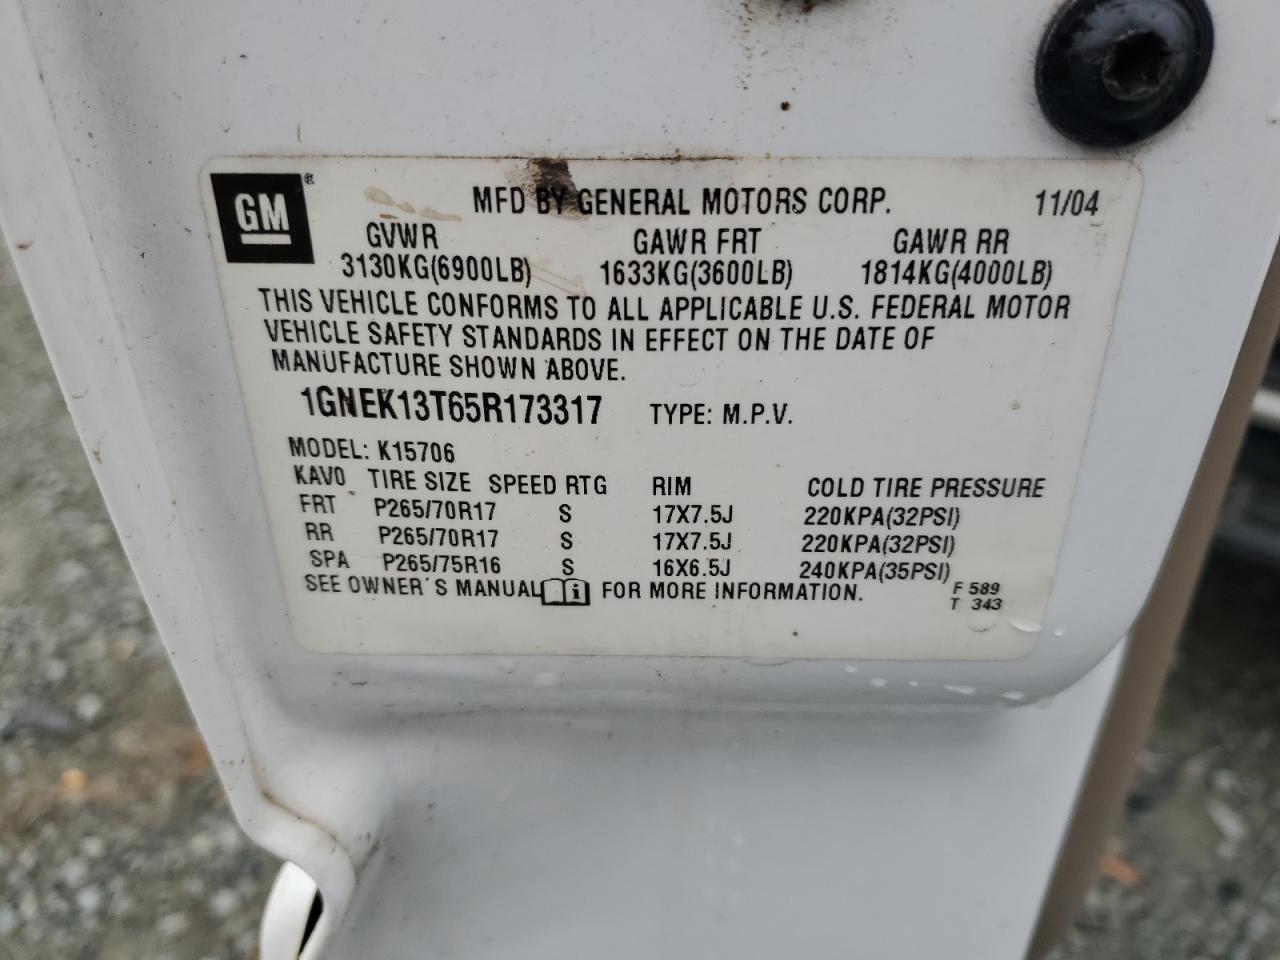 GM®
MFD BY GENERAL MOTORS CORP. 11/04
GVWR GAWR FRT GAWR RR
3130KG(6900LB) 1633KG(3600LB) 1814KG(4000LB)
THIS VEHICLE CONFORMS TO ALL APPLICABLE U.S. FEDERAL MOTOR
VEHICLE SAFETY STANDARDS IN EFFECT ON THE DATE OF
MANUFACTURE SHOWN ABOVE.
1GNEK13T65R173317 TYPE: M.P.V.
MODEL: K15706
KAVO TIRE SIZE SPEED RTG RIM COLD TIRE PRESSURE
FRT P265/70R17 S 17X7.5J 220KPA(32PSI)
RR P265/70R17 S 17X7.5J 220KPA(32PSI)
SPA P265/75R16 S 16X6.5J 240KPA(35PSI)
SEE OWNER'S MANUAL i FOR MORE INFORMATION. F 589
T 343